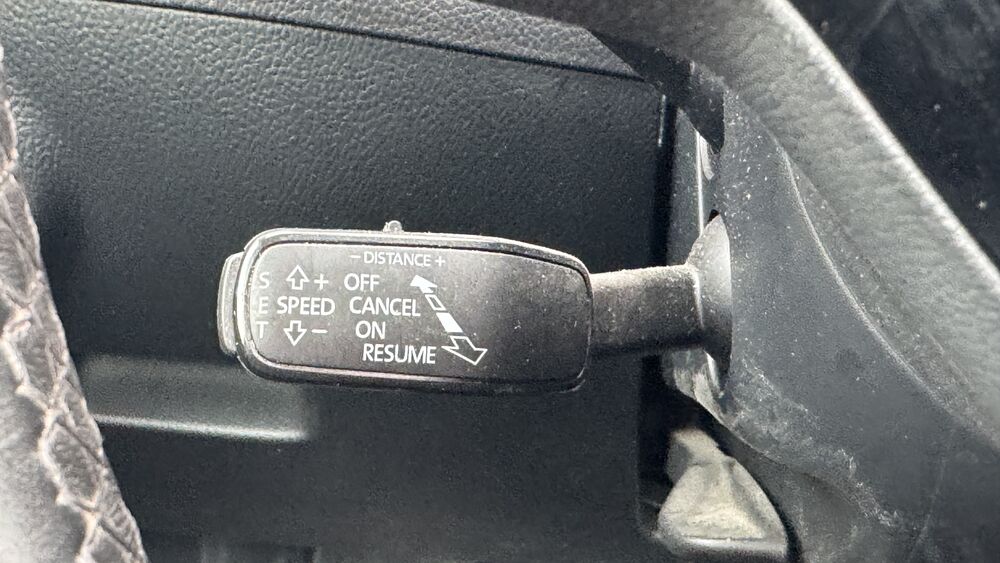 - DISTANCE +
S + OFF
E SPEED CANCEL
T - ON
RESUME